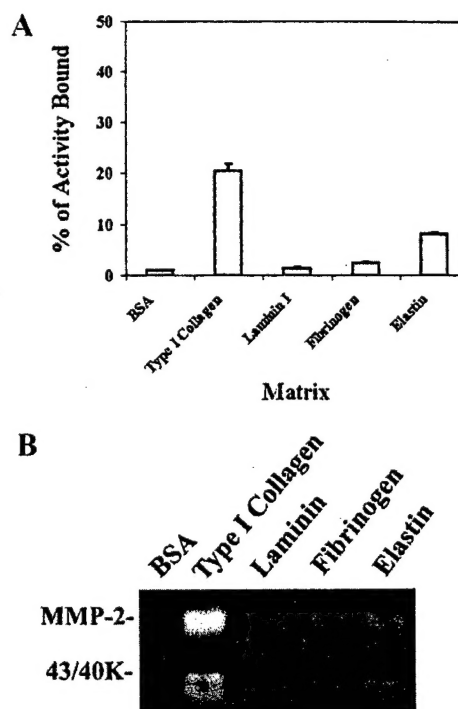 A
% of Activity Bound
50
40
30
20
10
0
BSA
Type I Collagen
Laminin I
Fibrinogen
Elastin
Matrix
B
BSA
Type I Collagen
Laminin
Fibrinogen
Elastin
MMP-2-
43/40K-